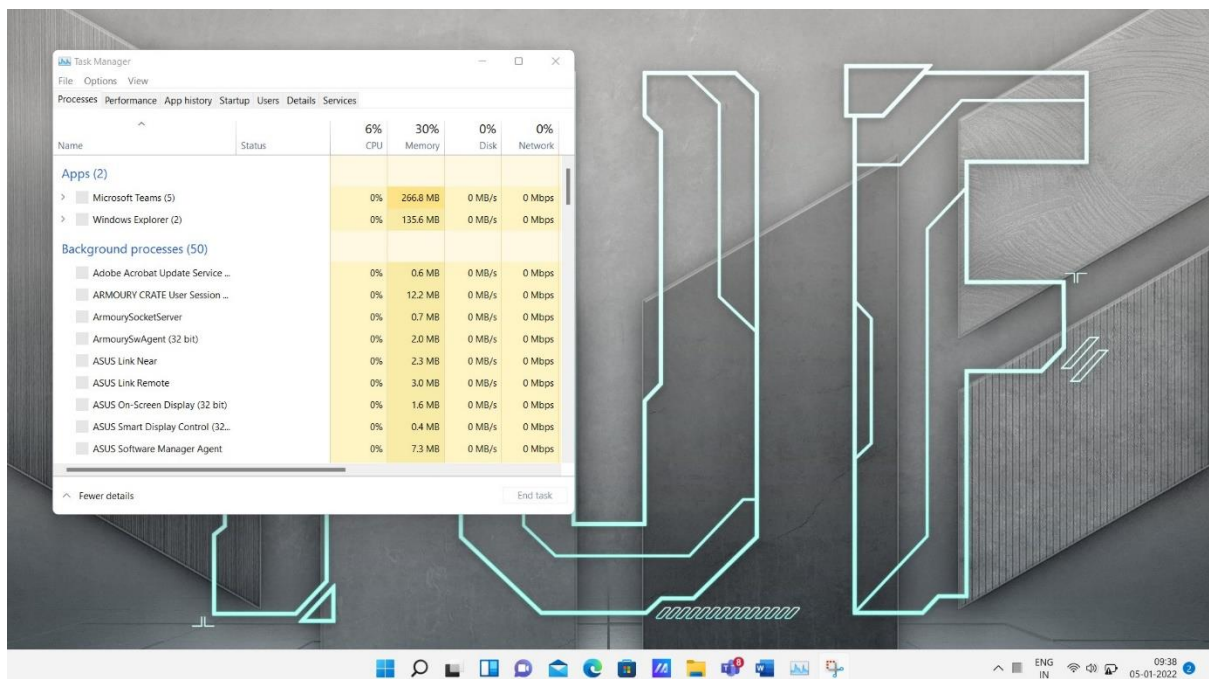 Task Manager
File Options View
Processes Performance App history Startup Users Details Services
6% 30% 0% 0%
Name Status CPU Memory Disk Network
Apps (2)
Microsoft Teams (5) 0% 266.8 MB 0 MB/s 0 Mbps
Windows Explorer (2) 0% 135.6 MB 0 MB/s 0 Mbps
Background processes (50)
Adobe Acrobat Update Service ... 0% 0.6 MB 0 MB/s 0 Mbps
ARMOURY CRATE User Session ... 0% 12.2 MB 0 MB/s 0 Mbps
ArmourySocketServer 0% 0.7 MB 0 MB/s 0 Mbps
ArmourySwAgent (32 bit) 0% 2.0 MB 0 MB/s 0 Mbps
ASUS Link Near 0% 2.3 MB 0 MB/s 0 Mbps
ASUS Link Remote 0% 3.0 MB 0 MB/s 0 Mbps
ASUS On-Screen Display (32 bit) 0% 1.6 MB 0 MB/s 0 Mbps
ASUS Smart Display Control (32... 0% 0.4 MB 0 MB/s 0 Mbps
ASUS Software Manager Agent 0% 7.3 MB 0 MB/s 0 Mbps
Fewer details End task
TUF
8
ENG 09:38
IN 05-01-2022 2